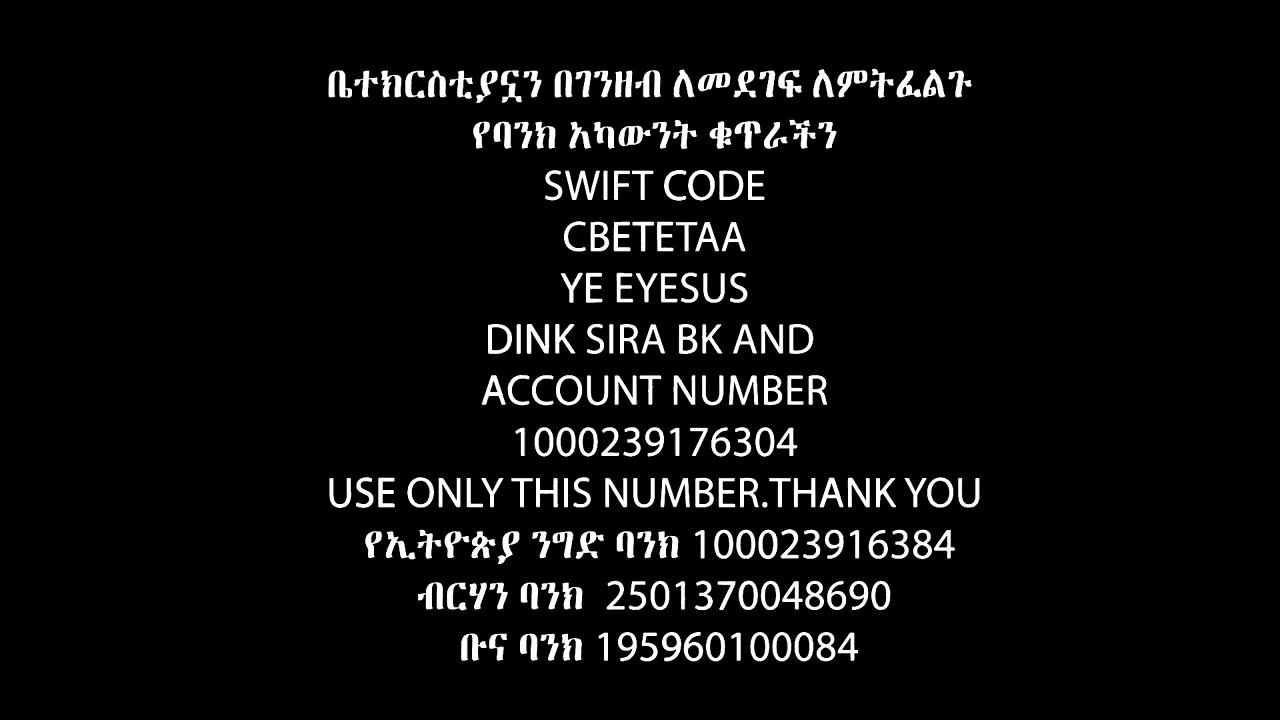 ቤተክርስቲያኗን በገንዘብ ለመደገፍ ለምትፈልጉ
የባንክ አካውንት ቁጥራችን
SWIFT CODE
CBETETAA
YE EYESUS
DINK SIRA BK AND
ACCOUNT NUMBER
1000239176304
USE ONLY THIS NUMBER.THANK YOU
የኢትዮጵያ ንግድ ባንክ 100023916384
ብርሃን ባንክ 2501370048690
ቡና ባንክ 195960100084